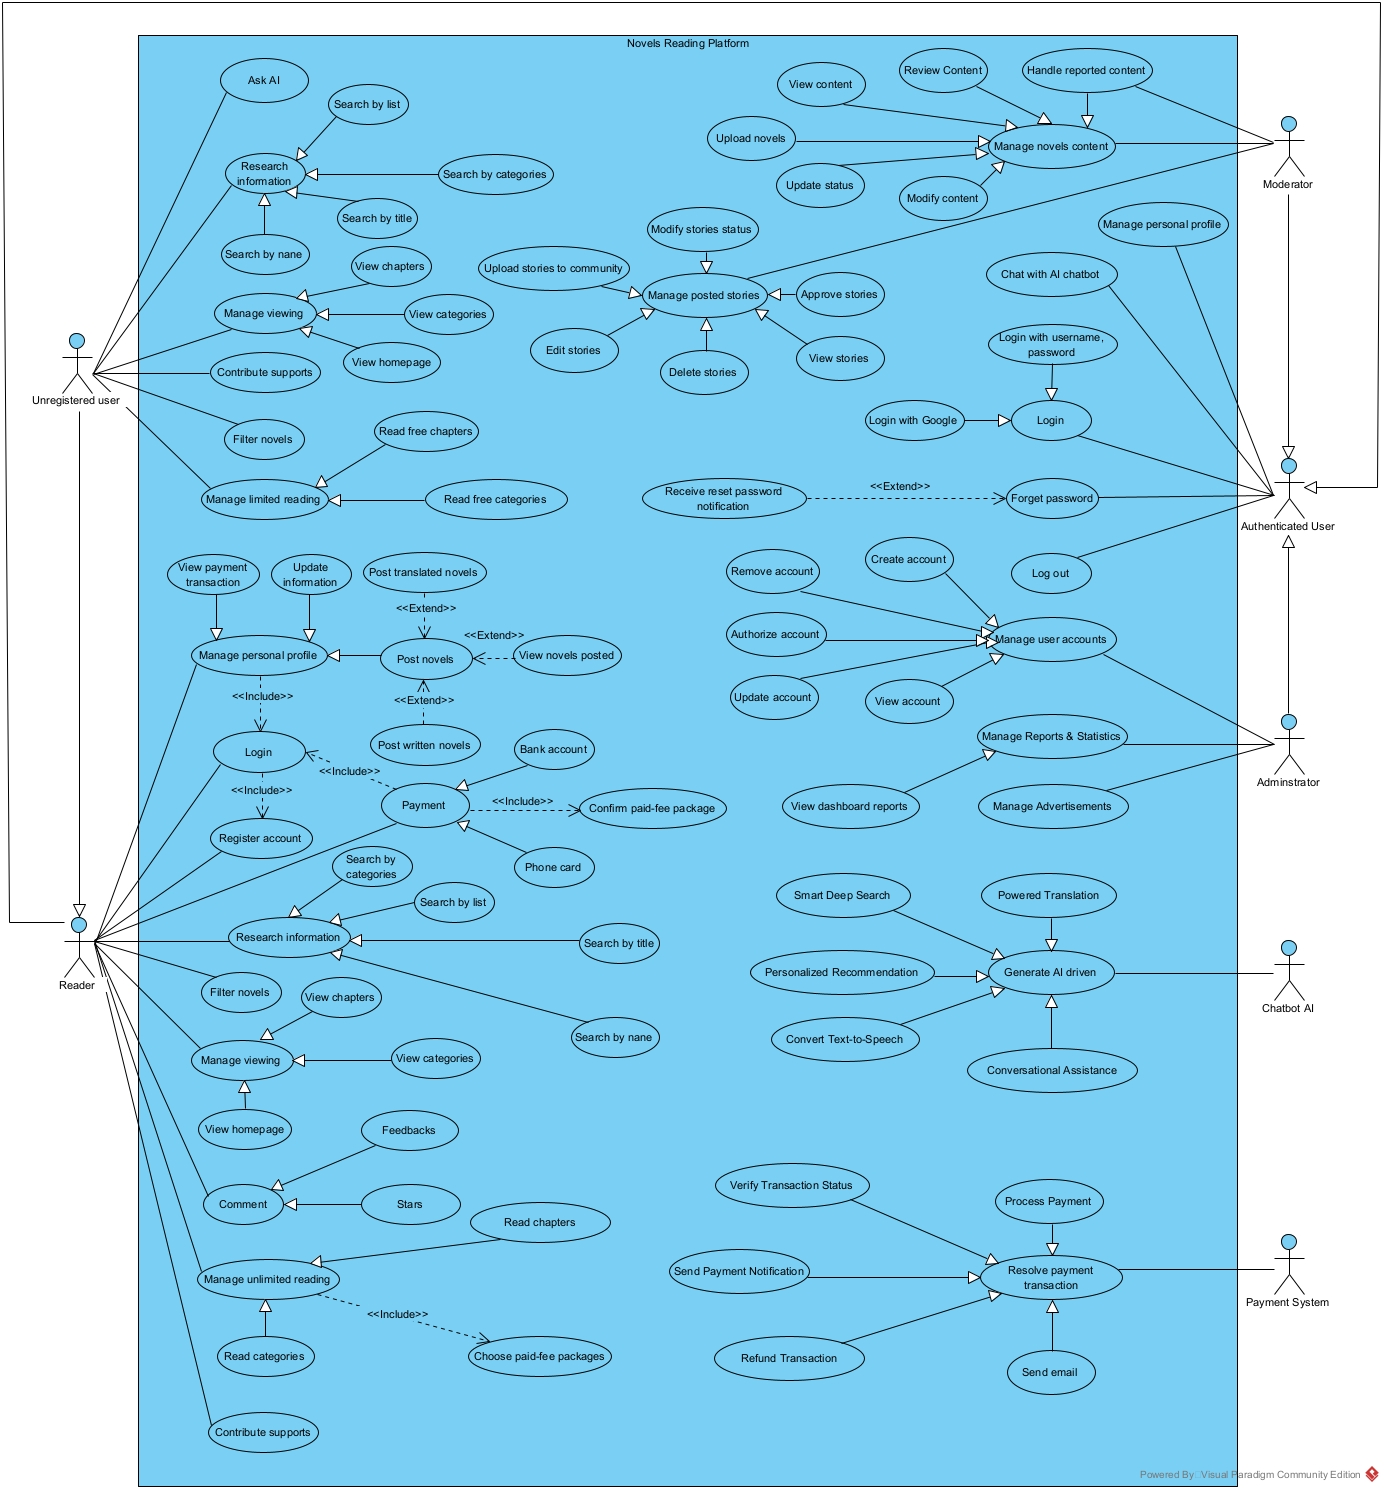 Novels Reading Platform
Ask AI
Search by list
Research
information
Search by categories
Search by title
Search by nane
View chapters
Manage viewing
View categories
View homepage
Contribute supports
Filter novels
Read free chapters
Manage limited reading
Read free categories
Unregistered user
View content
Review Content
Handle reported content
Upload novels
Manage novels content
Update status
Modify content
Moderator
Modify stories status
Upload stories to community
Manage posted stories
Approve stories
Edit stories
Delete stories
View stories
Manage personal profile
Chat with AI chatbot
Login with username,
password
Login with Google
Login
Receive reset password
notification
<<Extend>>
Forget password
Log out
Authenticated User
View payment
transaction
Update
information
Post translated novels
<<Extend>>
Manage personal profile
Post novels
<<Extend>>
View novels posted
<<Include>>
<<Extend>>
Post written novels
Login
<<Include>>
<<Include>>
Bank account
Payment
<<Include>>
Confirm paid-fee package
Register account
Phone card
Remove account
Create account
Authorize account
Manage user accounts
Update account
View account
Manage Reports & Statistics
View dashboard reports
Manage Advertisements
Adminstrator
Search by
categories
Search by list
Research information
Search by title
Search by nane
Reader
Filter novels
View chapters
Manage viewing
View categories
View homepage
Feedbacks
Comment
Stars
Read chapters
Manage unlimited reading
<<Include>>
Read categories
Choose paid-fee packages
Contribute supports
Smart Deep Search
Powered Translation
Personalized Recommendation
Generate AI driven
Convert Text-to-Speech
Conversational Assistance
Chatbot AI
Verify Transaction Status
Process Payment
Send Payment Notification
Resolve payment
transaction
Refund Transaction
Send email
Payment System
Powered By Visual Paradigm Community Edition